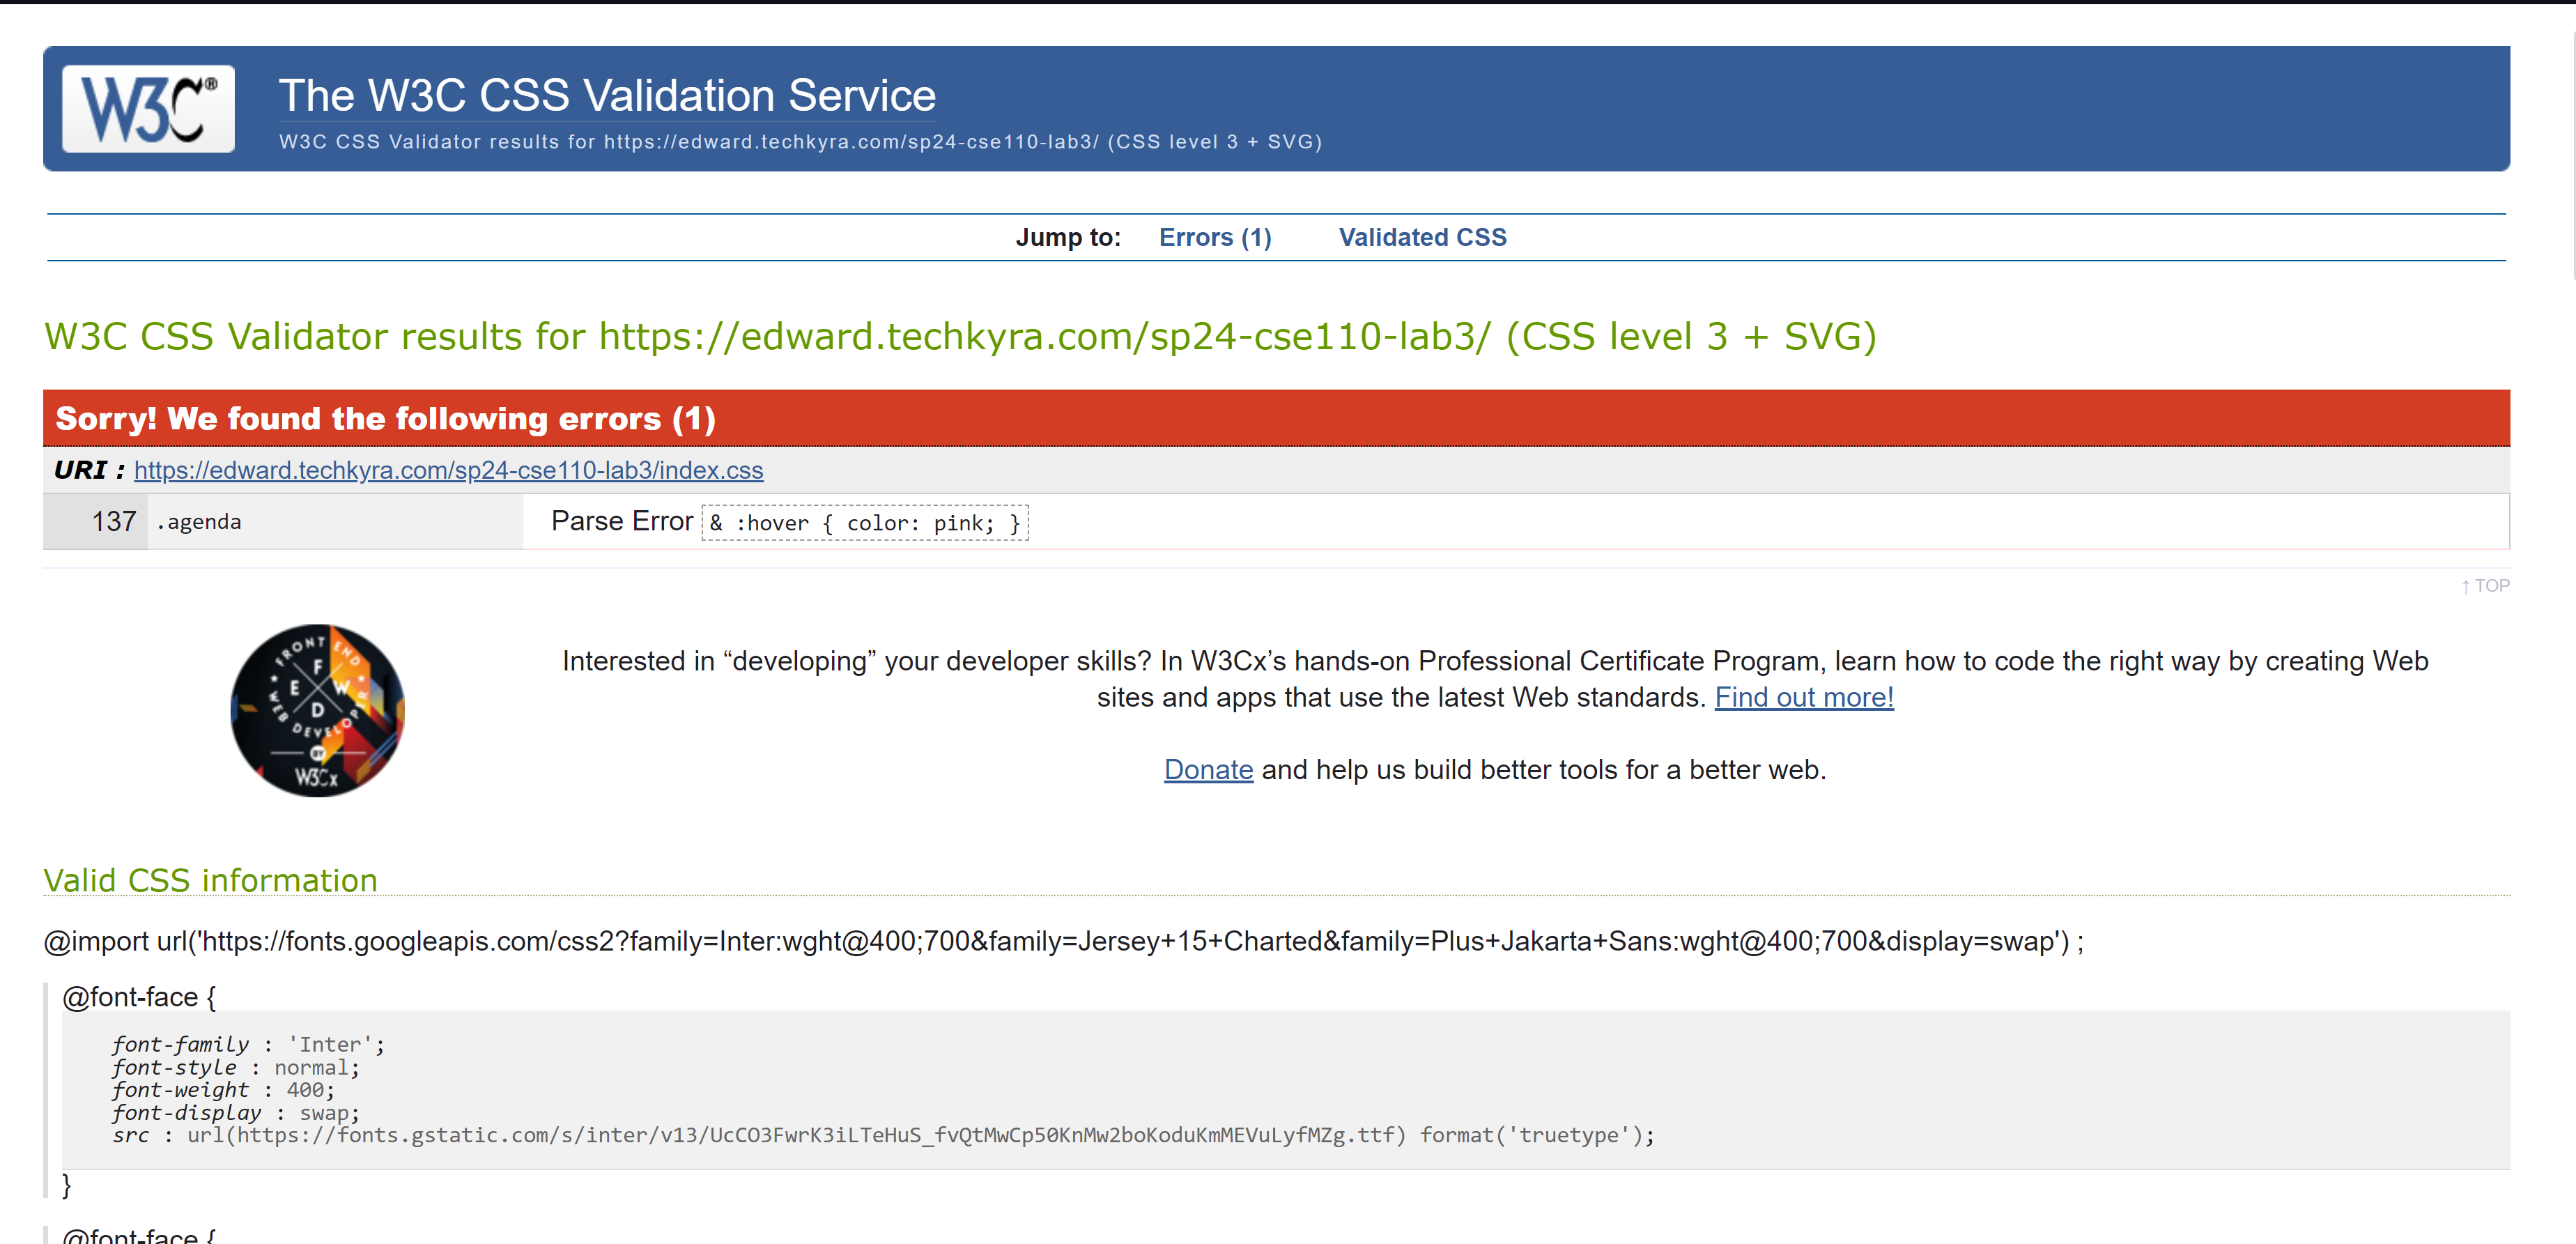 W3C®
The W3C CSS Validation Service
W3C CSS Validator results for https://edward.techkyra.com/sp24-cse110-lab3/ (CSS level 3 + SVG)
Jump to: Errors (1) Validated CSS
W3C CSS Validator results for https://edward.techkyra.com/sp24-cse110-lab3/ (CSS level 3 + SVG)
Sorry! We found the following errors (1)
URI : https://edward.techkyra.com/sp24-cse110-lab3/index.css
137 .agenda Parse Error & :hover { color: pink; }
↑ TOP
FRONT END
F
E W
D
WEB DEVELOPER
BY
W3Cx
Interested in “developing” your developer skills? In W3Cx’s hands-on Professional Certificate Program, learn how to code the right way by creating Web
sites and apps that use the latest Web standards. Find out more!
Donate and help us build better tools for a better web.
Valid CSS information
@import url('https://fonts.googleapis.com/css2?family=Inter:wght@400;700&family=Jersey+15+Charted&family=Plus+Jakarta+Sans:wght@400;700&display=swap') ;
@font-face {
font-family : 'Inter';
font-style : normal;
font-weight : 400;
font-display : swap;
src : url(https://fonts.gstatic.com/s/inter/v13/UcCO3FwrK3iLTeHuS_fvQtMwCp50KnMw2boKoduKmMEVuLyfMZg.ttf) format('truetype');
}
@font-face {